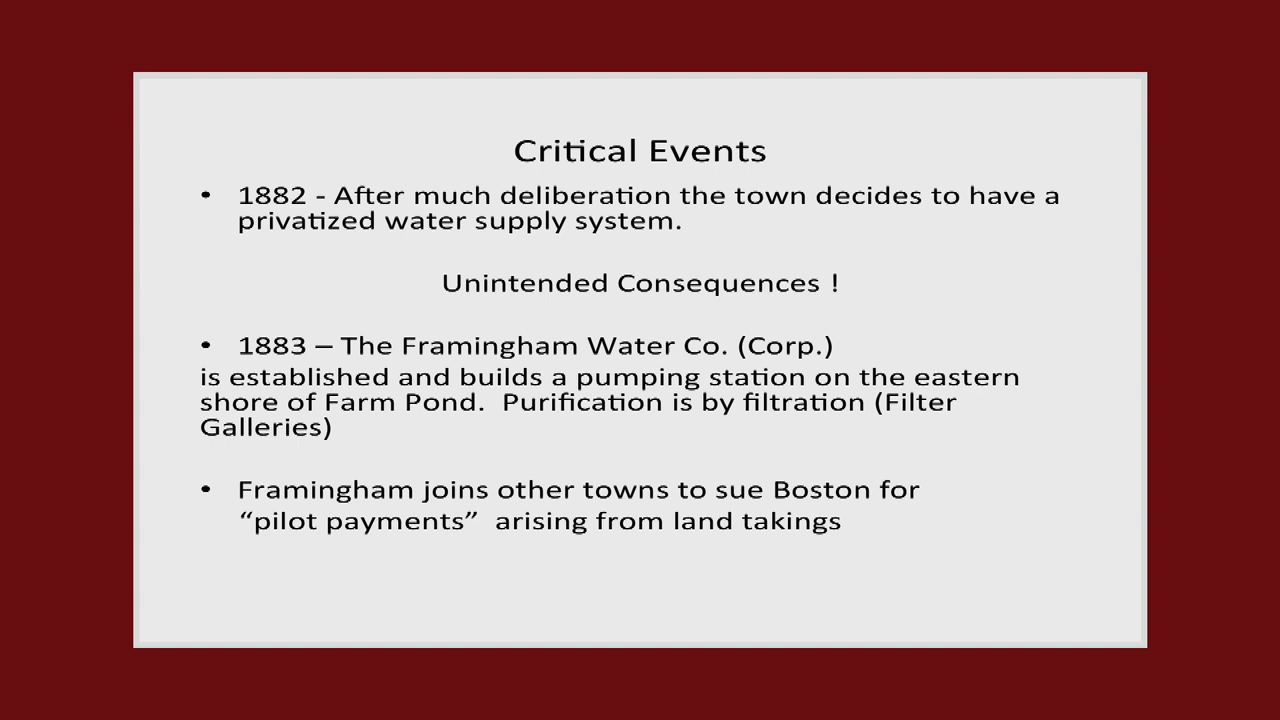 Critical Events
• 1882 - After much deliberation the town decides to have a
privatized water supply system.
Unintended Consequences !
• 1883 – The Framingham Water Co. (Corp.)
is established and builds a pumping station on the eastern
shore of Farm Pond.  Purification is by filtration (Filter
Galleries)
• Framingham joins other towns to sue Boston for
“pilot payments”  arising from land takings